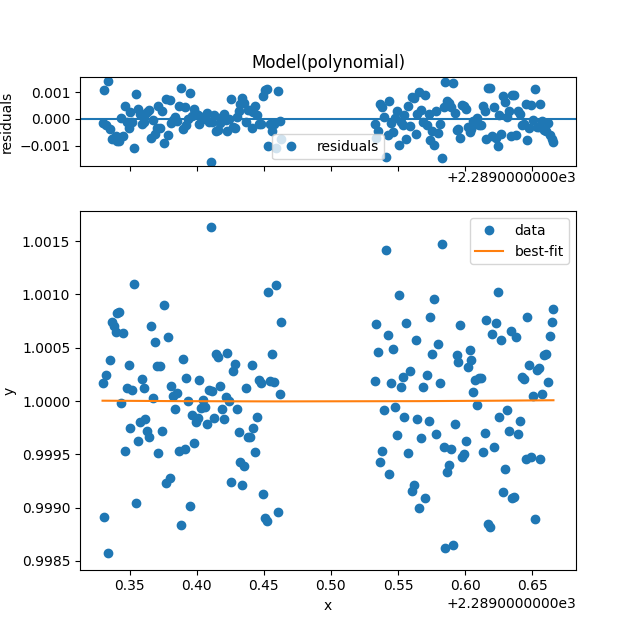 Model(polynomial)
residuals
0.001
0.000
−0.001
residuals
+2.2890000000e3
y
1.0015
1.0010
1.0005
1.0000
0.9995
0.9990
0.9985
data
best-fit
0.35 0.40 0.45 0.50 0.55 0.60 0.65
x
+2.2890000000e3